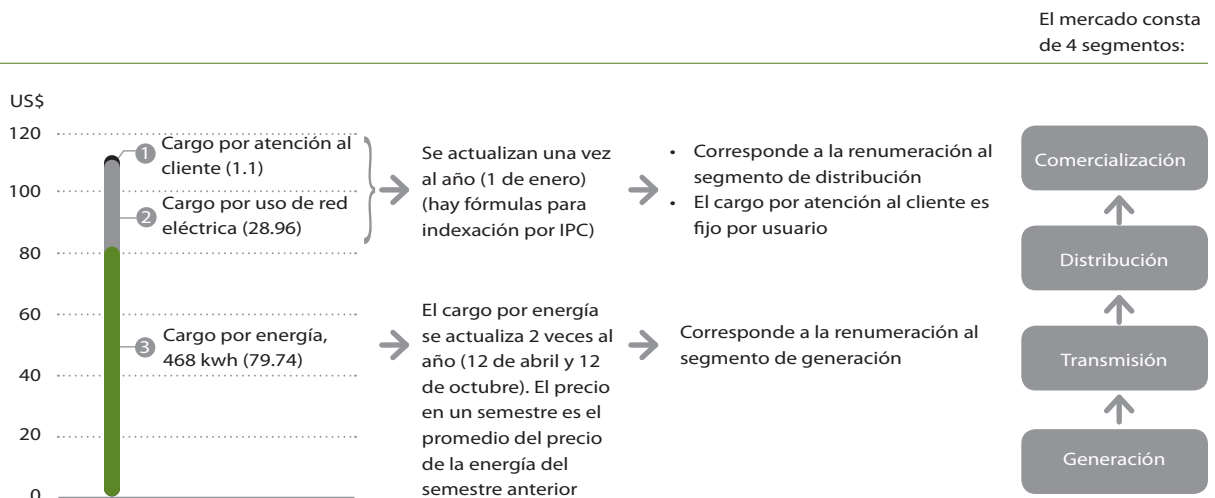 El mercado consta
de 4 segmentos:
US$
120
100
80
60
40
20
0
1 Cargo por atención al
cliente (1.1)
2 Cargo por uso de red
eléctrica (28.96)
3 Cargo por energía,
468 kwh (79.74)
Se actualizan una vez
al año (1 de enero)
(hay fórmulas para
indexación por IPC)
• Corresponde a la renumeración al
segmento de distribución
• El cargo por atención al cliente es
fijo por usuario
El cargo por energía
se actualiza 2 veces al
año (12 de abril y 12
de octubre). El precio
en un semestre es el
promedio del precio
de la energía del
semestre anterior
Corresponde a la renumeración al
segmento de generación
Comercialización
Distribución
Transmisión
Generación